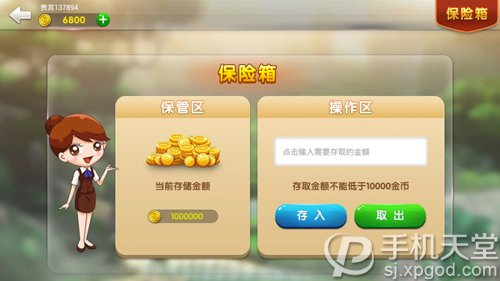 贵宾137894
6800
保险箱
保险箱
保管区
当前存储金额
1000000
操作区
点击输入需要存取的金额
存取金额不能低于10000金币
存入
取出
手机天堂
sj.xpgod.com